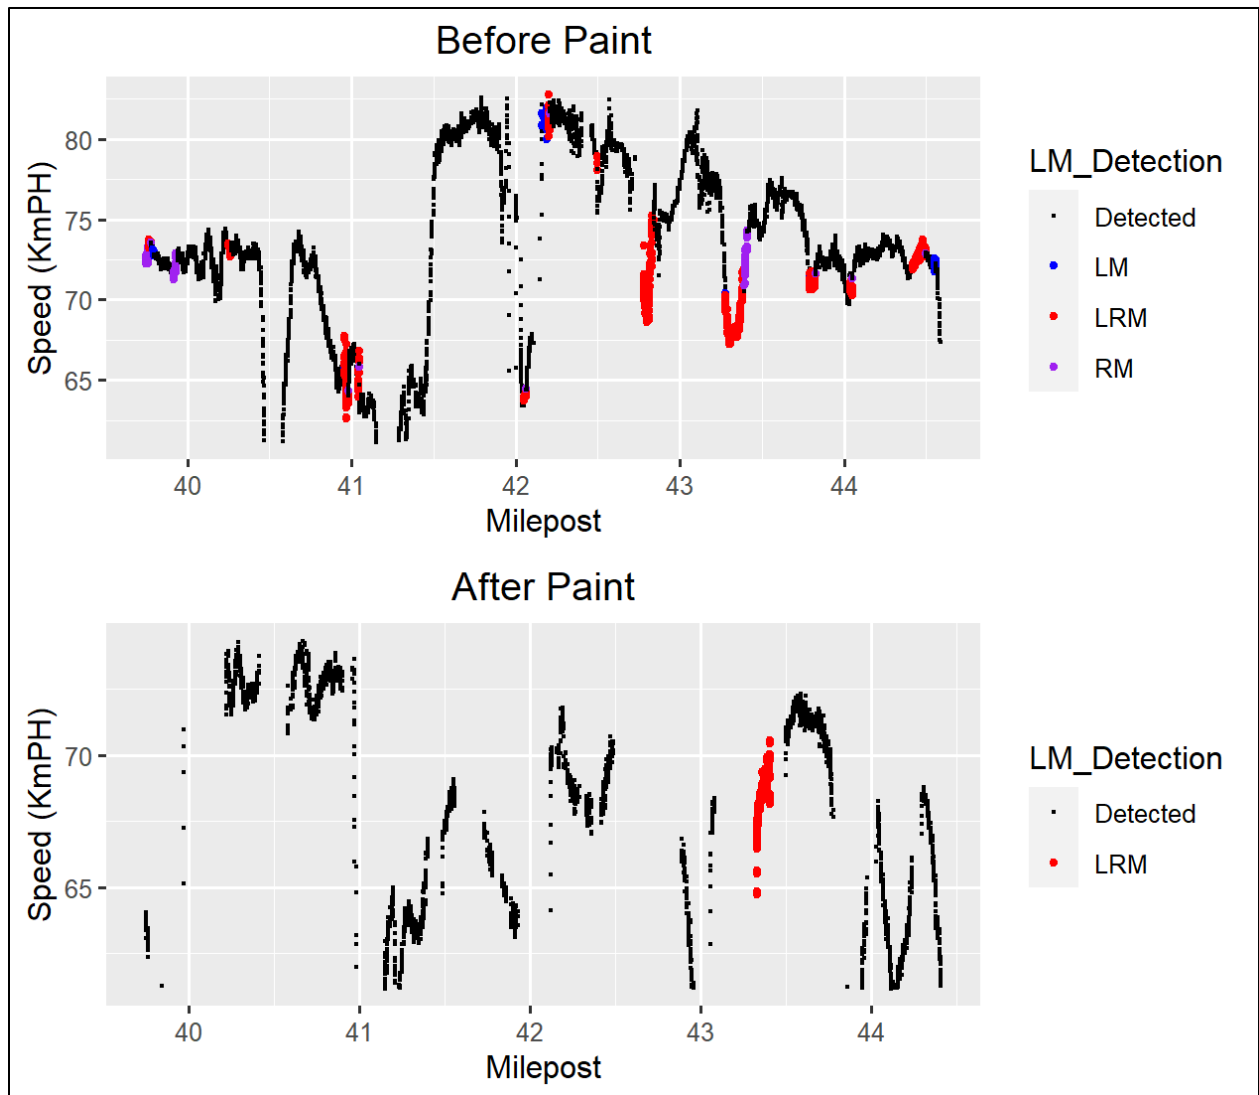 Before Paint
Speed (KmPH)
80
75
70
65
40 41 42 43 44
Milepost
LM_Detection
Detected
LM
LRM
RM
After Paint
Speed (KmPH)
70
65
40 41 42 43 44
Milepost
LM_Detection
Detected
LRM